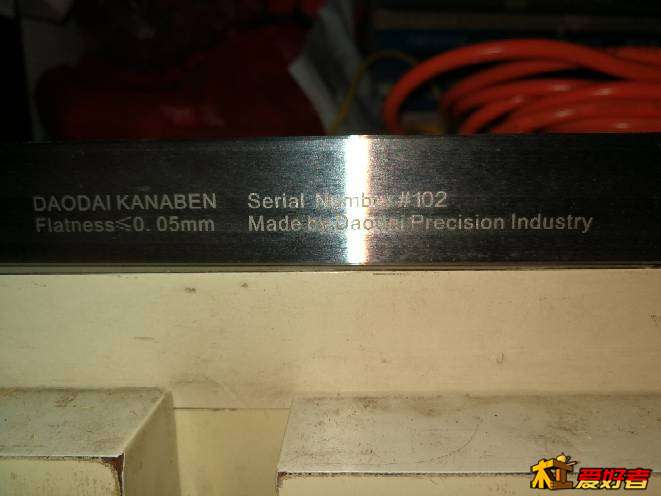 DAODAI KANABEN Serial Number #102
Flatness≤0.05mm Made by Daodai Precision Industry
木工爱好者